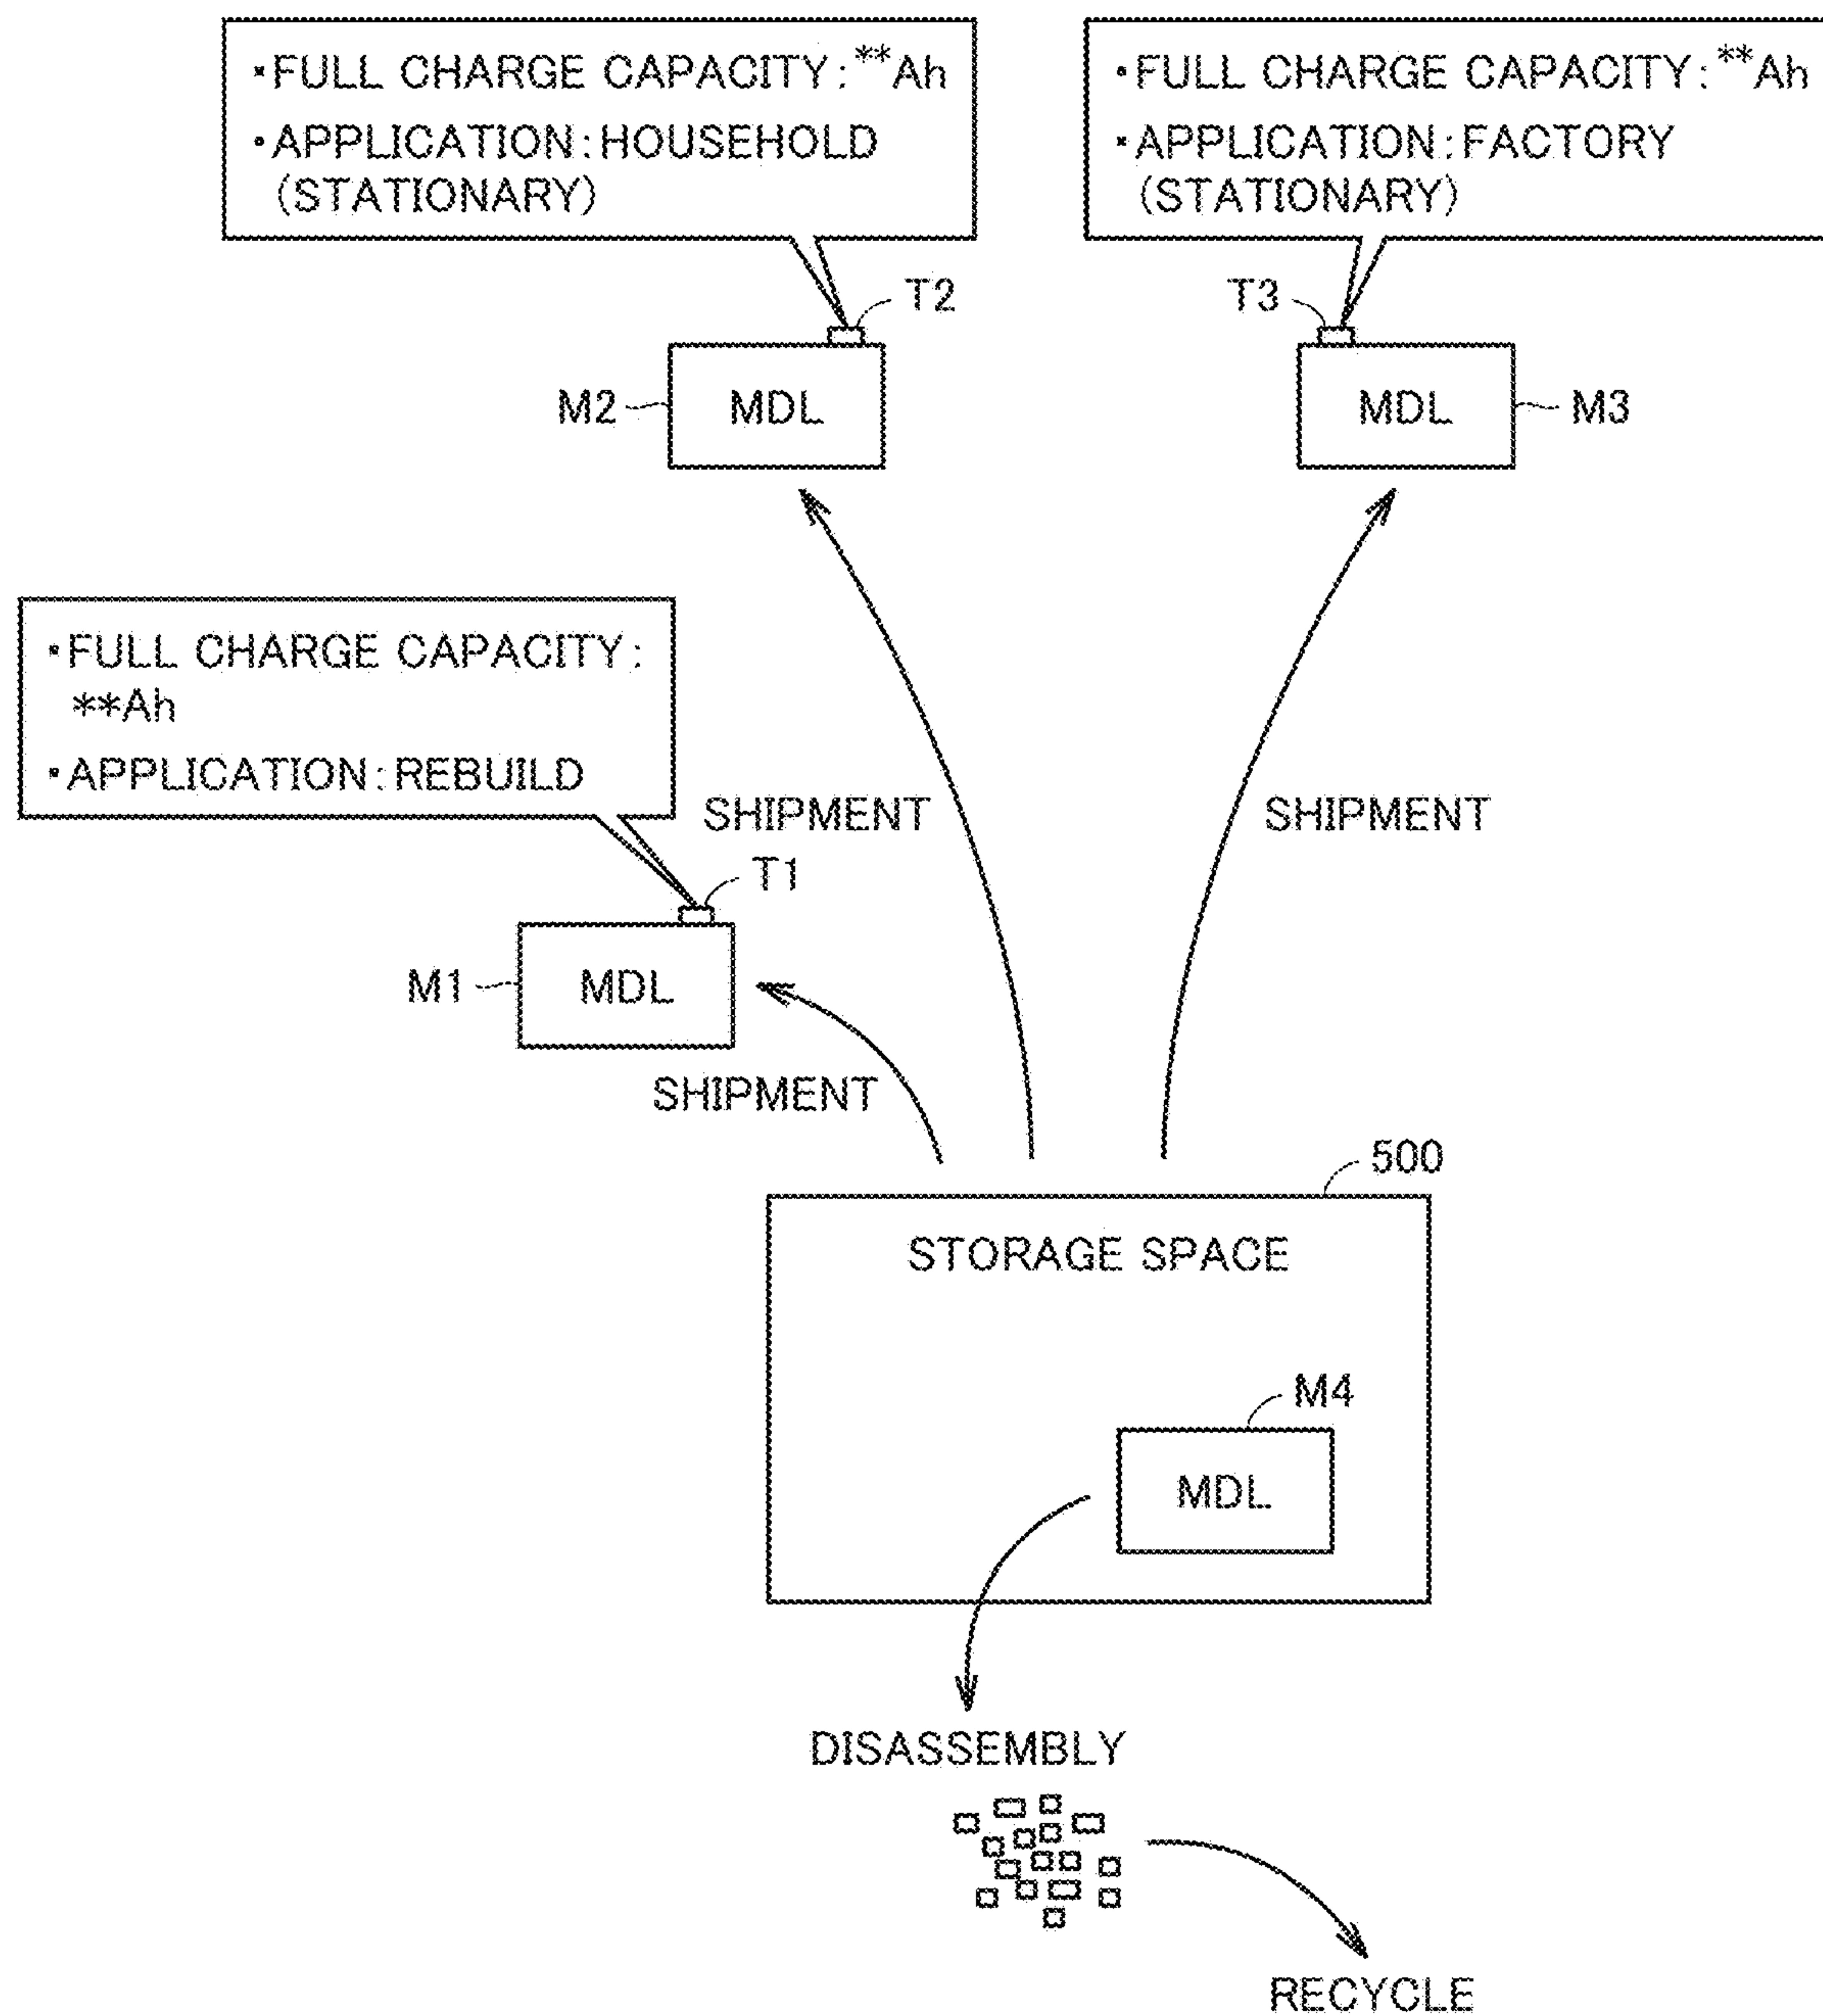 ・FULL CHARGE CAPACITY:**Ah
・APPLICATION:HOUSEHOLD
(STATIONARY)
・FULL CHARGE CAPACITY:**Ah
・APPLICATION:FACTORY
(STATIONARY)
T2
T3
M2
MDL
MDL
M3
・FULL CHARGE CAPACITY:
**Ah
・APPLICATION:REBUILD
SHIPMENT
SHIPMENT
T1
M1
MDL
SHIPMENT
500
STORAGE SPACE
M4
MDL
DISASSEMBLY
RECYCLE